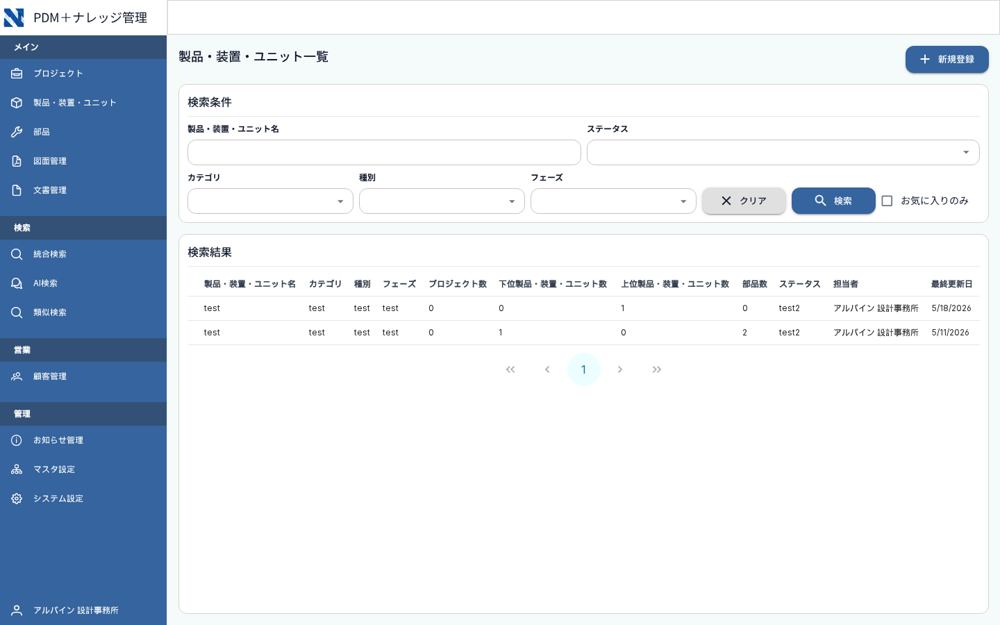 PDM＋ナレッジ管理
メイン
プロジェクト
製品・装置・ユニット
部品
図面管理
文書管理
検索
統合検索
AI検索
類似検索
営業
顧客管理
管理
お知らせ管理
マスタ設定
システム設定
アルパイン 設計事務所
製品・装置・ユニット一覧
新規登録
検索条件
製品・装置・ユニット名 ステータス
カテゴリ 種別 フェーズ
クリア 検索 お気に入りのみ
検索結果
製品・装置・ユニット名 カテゴリ 種別 フェーズ プロジェクト数 下位製品・装置・ユニット数 上位製品・装置・ユニット数 部品数 ステータス 担当者 最終更新日
test test test test 0 0 1 0 test2 アルパイン 設計事務所 5/18/2026
test test test test 0 1 0 2 test2 アルパイン 設計事務所 5/11/2026
1